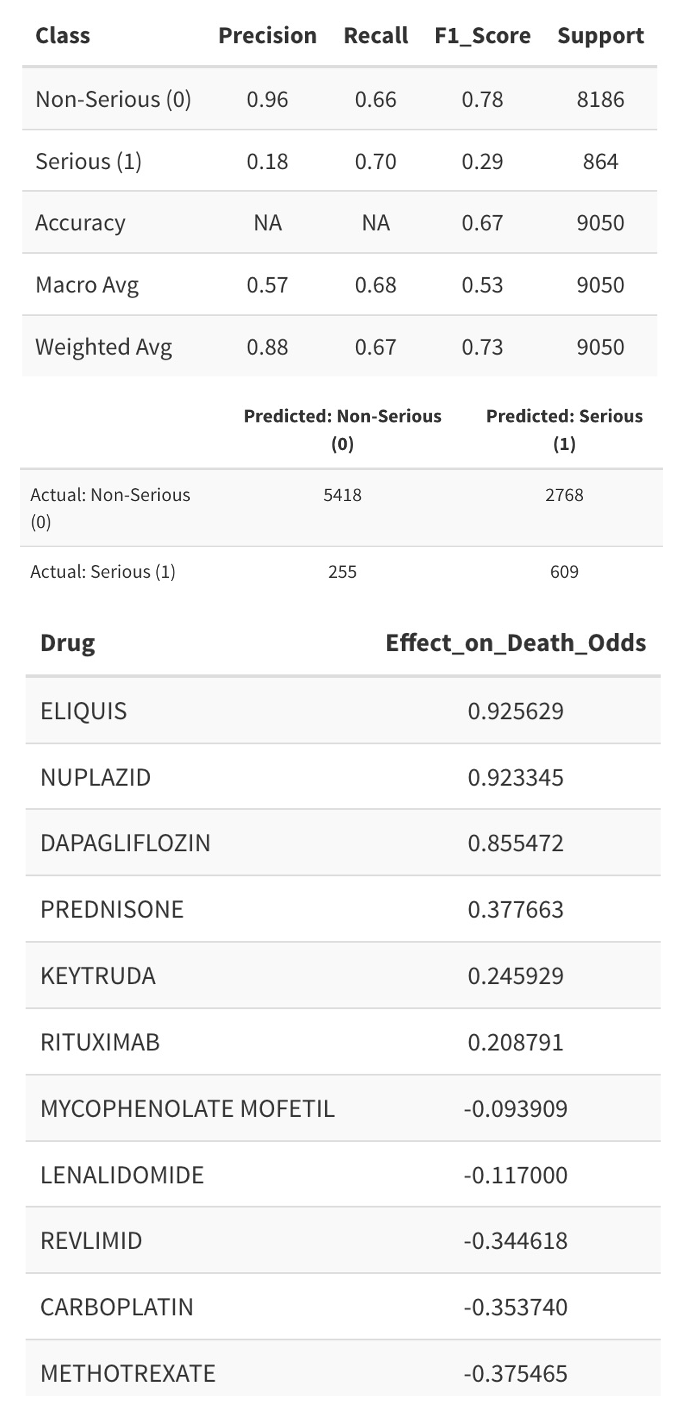 Class Precision Recall F1_Score Support
Non-Serious (0) 0.96 0.66 0.78 8186
Serious (1) 0.18 0.70 0.29 864
Accuracy NA NA 0.67 9050
Macro Avg 0.57 0.68 0.53 9050
Weighted Avg 0.88 0.67 0.73 9050
Predicted: Non-Serious Predicted: Serious
(0) (1)
Actual: Non-Serious 5418 2768
(0)
Actual: Serious (1) 255 609
Drug Effect_on_Death_Odds
ELIQUIS 0.925629
NUPLAZID 0.923345
DAPAGLIFLOZIN 0.855472
PREDNISONE 0.377663
KEYTRUDA 0.245929
RITUXIMAB 0.208791
MYCOPHENOLATE MOFETIL -0.093909
LENALIDOMIDE -0.117000
REVLIMID -0.344618
CARBOPLATIN -0.353740
METHOTREXATE -0.375465